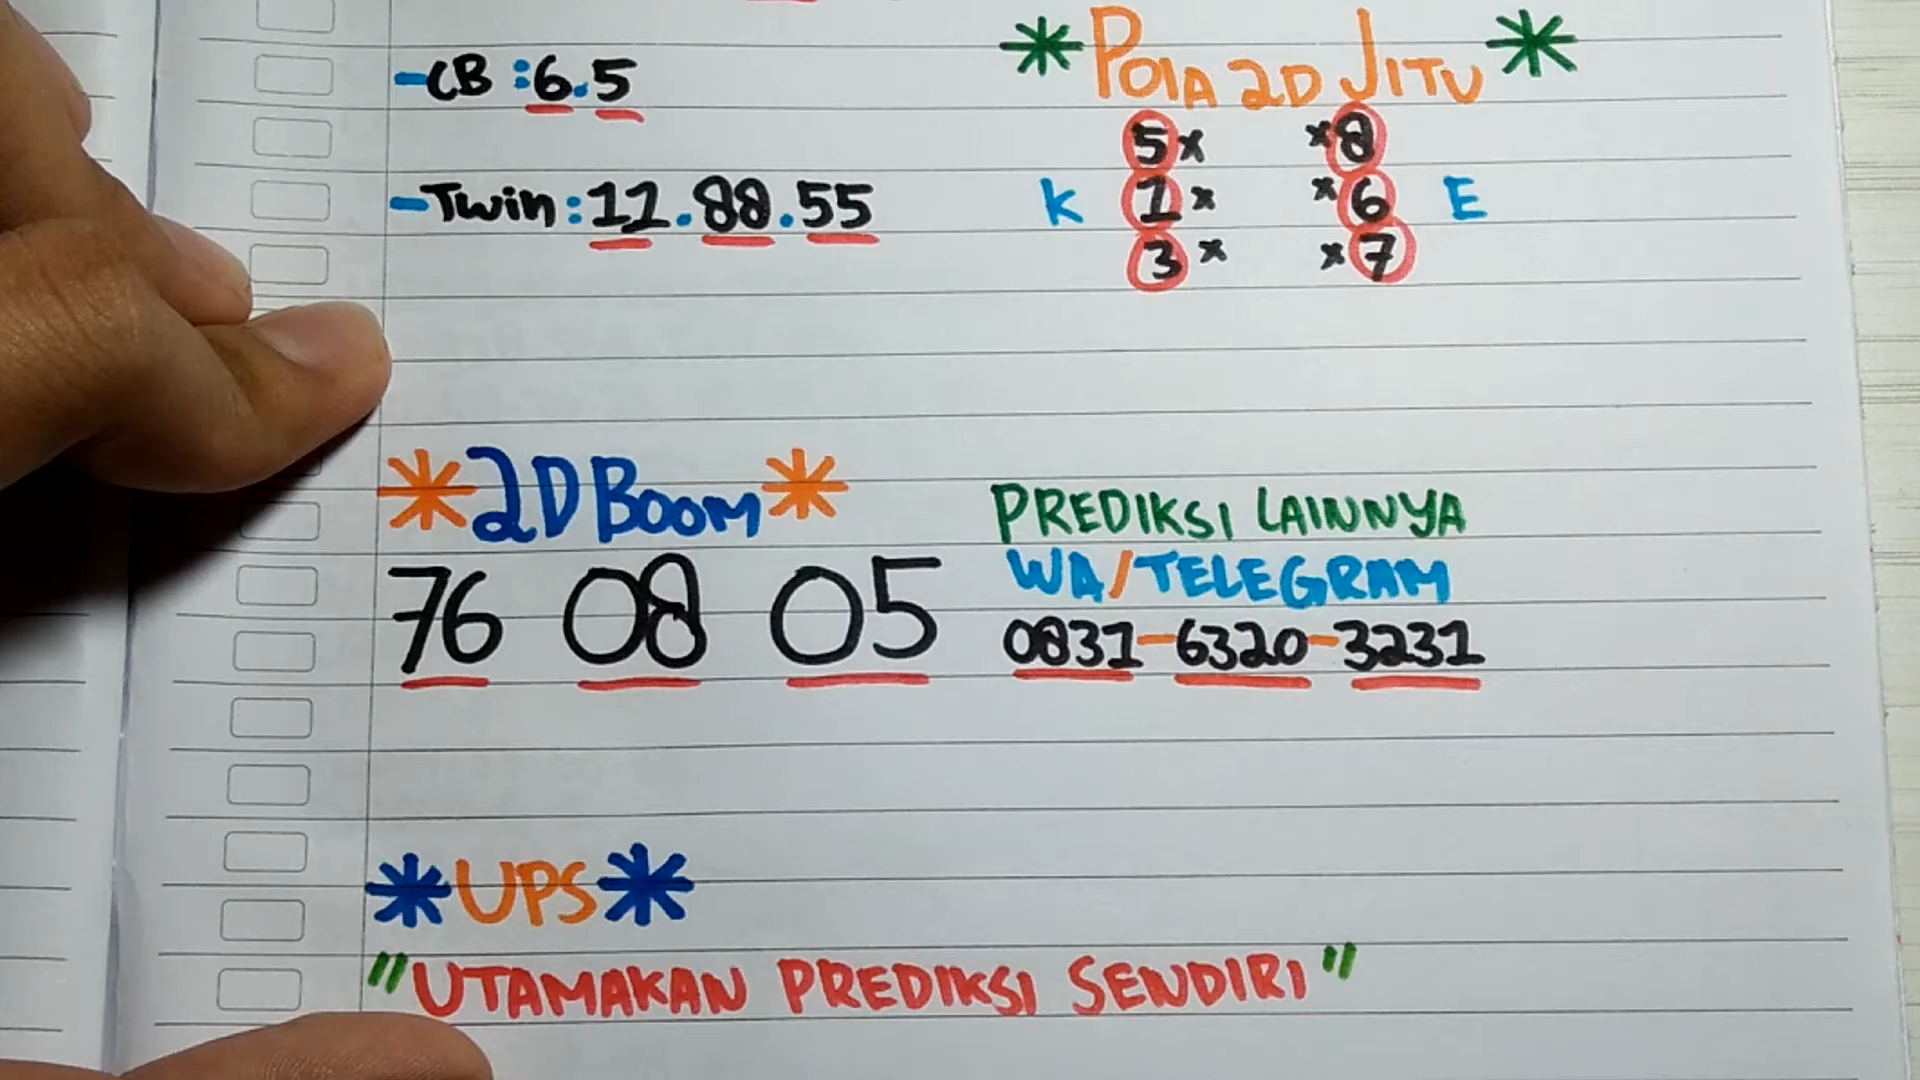 -CB : 6.5
-Twin : 11.88.55
* POlA 2D JITU *
5x x8
K 1x x6 E
3x x7
*2D BOOM*
76 08 05
PREDIKSI LAINNYA
WA/TELEGRAM
0831-6320-3231
*UPS*
"UTAMAKAN PREDIKSI SENDIRI"